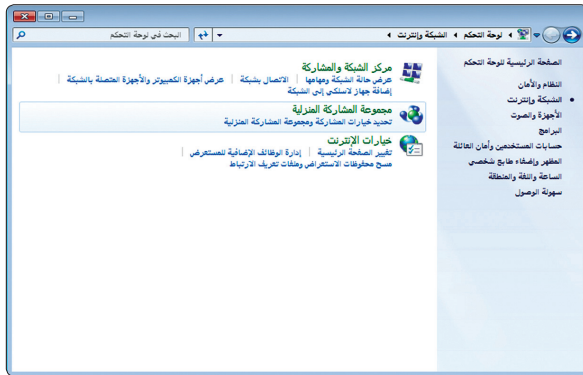 لوحة التحكم
الشبكة وإنترنت
البحث في لوحة التحكم
الصفحة الرئيسية للوحة التحكم
النظام والأمان
الشبكة وإنترنت
الأجهزة والصوت
البرامج
حسابات المستخدمين وأمان العائلة
المظهر وإضفاء طابع شخصي
الساعة واللغة والمنطقة
سهولة الوصول
مركز الشبكة والمشاركة
عرض حالة الشبكة ومهامها | الاتصال بشبكة | عرض أجهزة الكمبيوتر والأجهزة المتصلة بالشبكة |
إضافة جهاز لاسلكي إلى الشبكة
مجموعة المشاركة المنزلية
تحديد خيارات المشاركة ومجموعة المشاركة المنزلية
خيارات الإنترنت
تغيير الصفحة الرئيسية | إدارة الوظائف الإضافية للمستعرض |
مسح محفوظات الاستعراض وملفات تعريف الارتباط